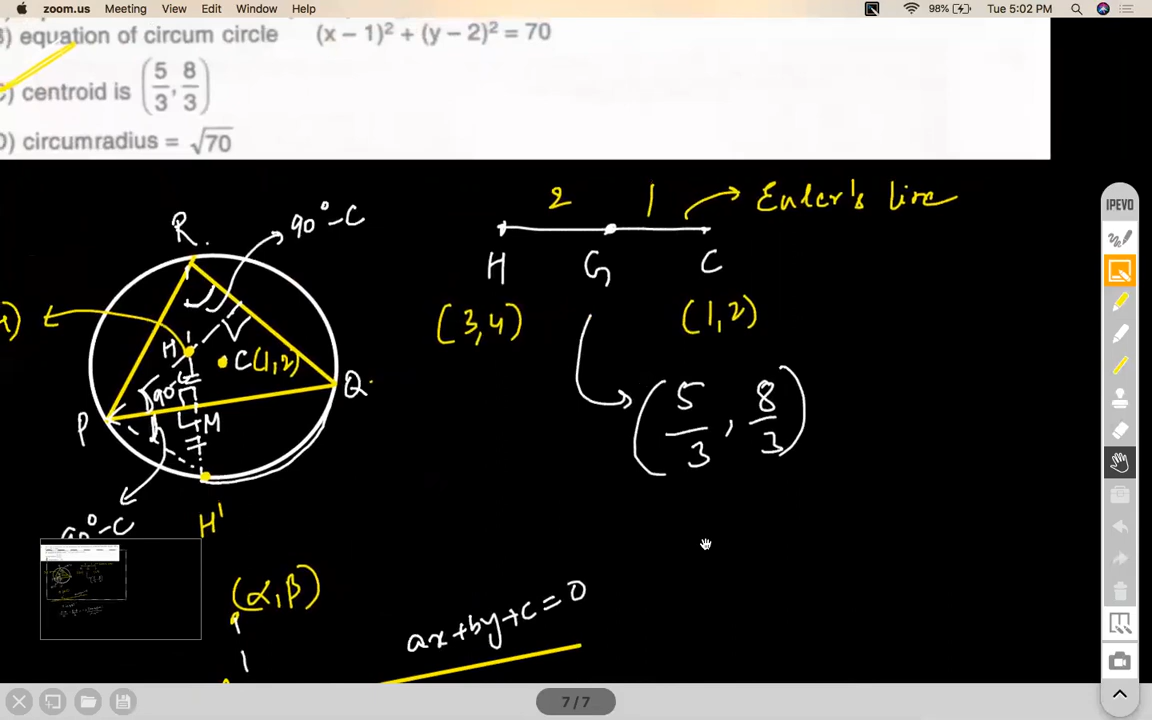 zoom.us Meeting View Edit Window Help
98% Tue 5:02 PM
) equation of circum circle (x – 1)² + (y – 2)² = 70
) centroid is (5/3, 8/3)
) circumradius = √70
IPEVO
2 1 Euler's line
R 90°-C
H G C
(3,4) (1,2)
H C(1,2)
90°
P M Q
(5/3, 8/3)
90°-C
H'
(α,β)
ax+by+c=0
7 / 7